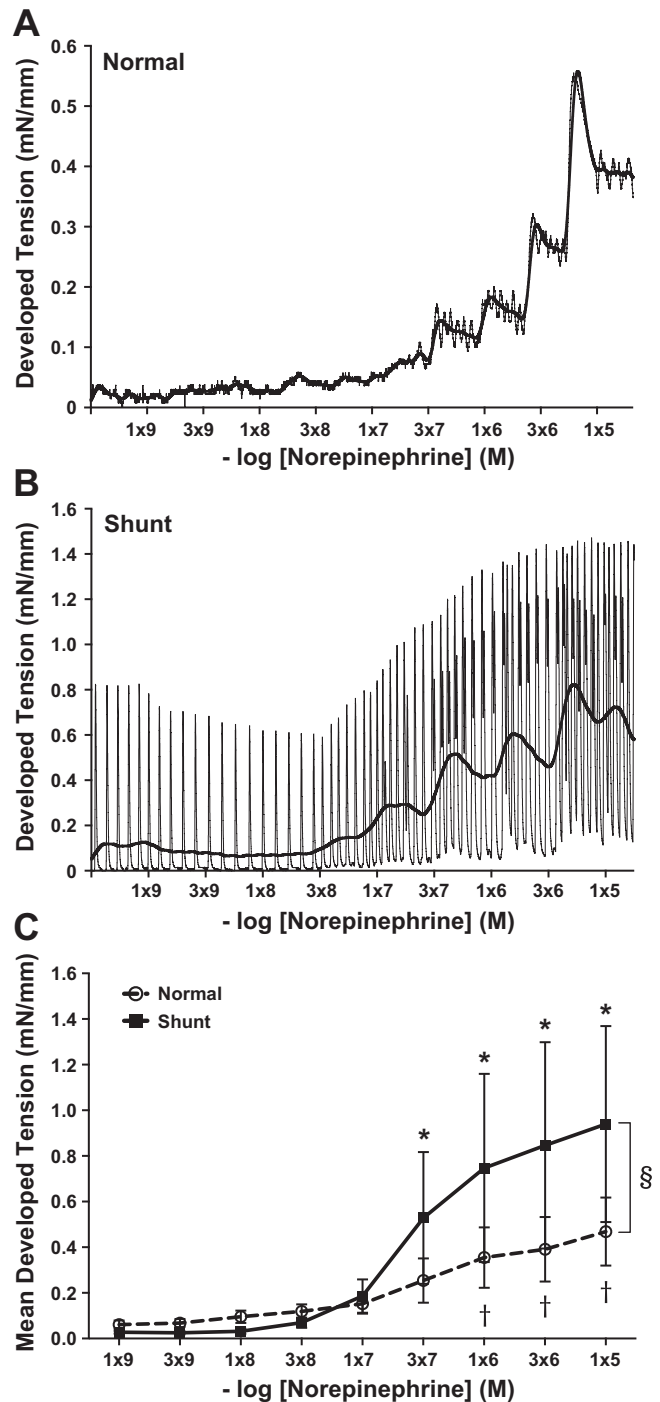 A
Normal
Developed Tension (mN/mm)
0.6
0.5
0.4
0.3
0.2
0.1
0
1x9 3x9 1x8 3x8 1x7 3x7 1x6 3x6 1x5
- log [Norepinephrine] (M)
B
Shunt
Developed Tension (mN/mm)
1.6
1.4
1.2
1.0
0.8
0.6
0.4
0.2
0
1x9 3x9 1x8 3x8 1x7 3x7 1x6 3x6 1x5
- log [Norepinephrine] (M)
C
Normal
Shunt
Mean Developed Tension (mN/mm)
1.6
1.4
1.2
1.0
0.8
0.6
0.4
0.2
0.0
* * * *
§
† † †
1x9 3x9 1x8 3x8 1x7 3x7 1x6 3x6 1x5
- log [Norepinephrine] (M)